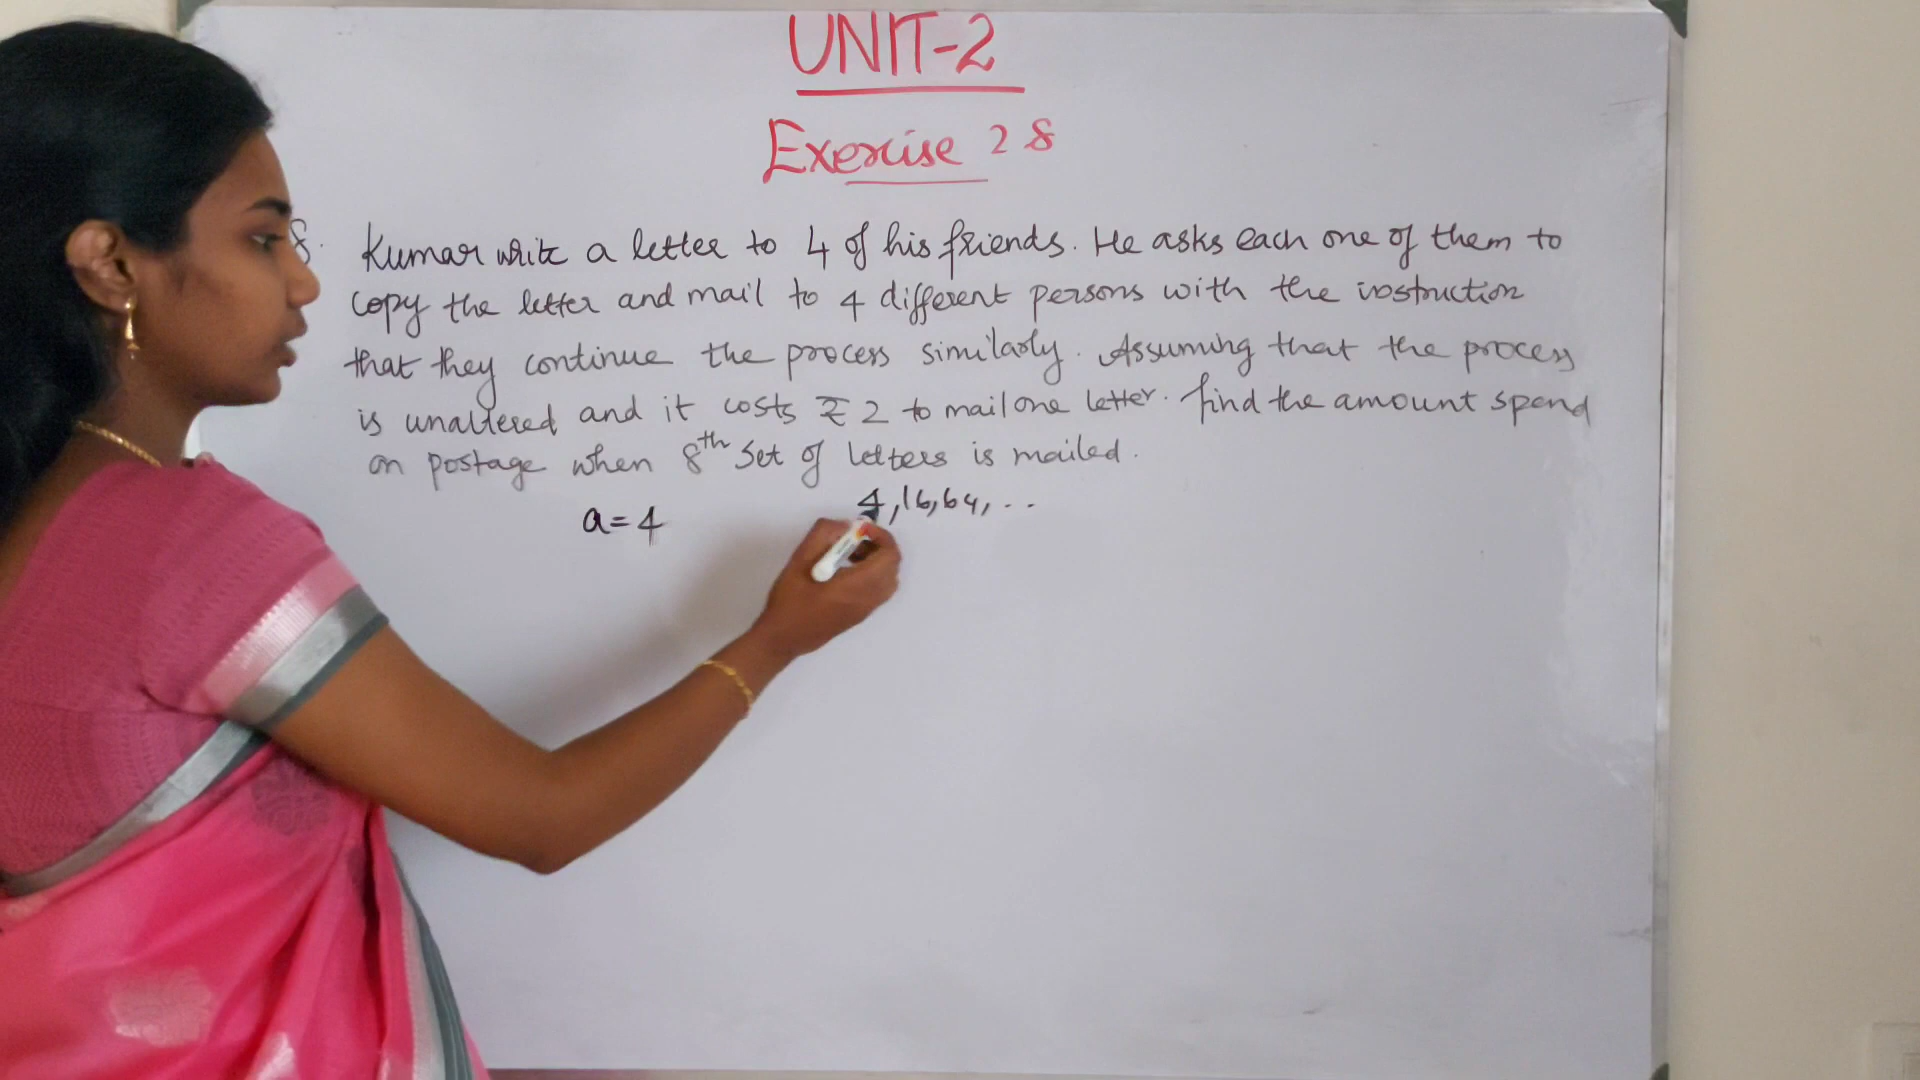 UNIT-2
Exercise 2 8
8. Kumar write a letter to 4 of his friends. He asks each one of them to
copy the letter and mail to 4 different persons with the instruction
that they continue the process similarly. Assuming that the process
is unaltered and it costs ₹ 2 to mail one letter. find the amount spend
on postage when 8th set of letters is mailed.
a = 4 4, 16, 64, . . .